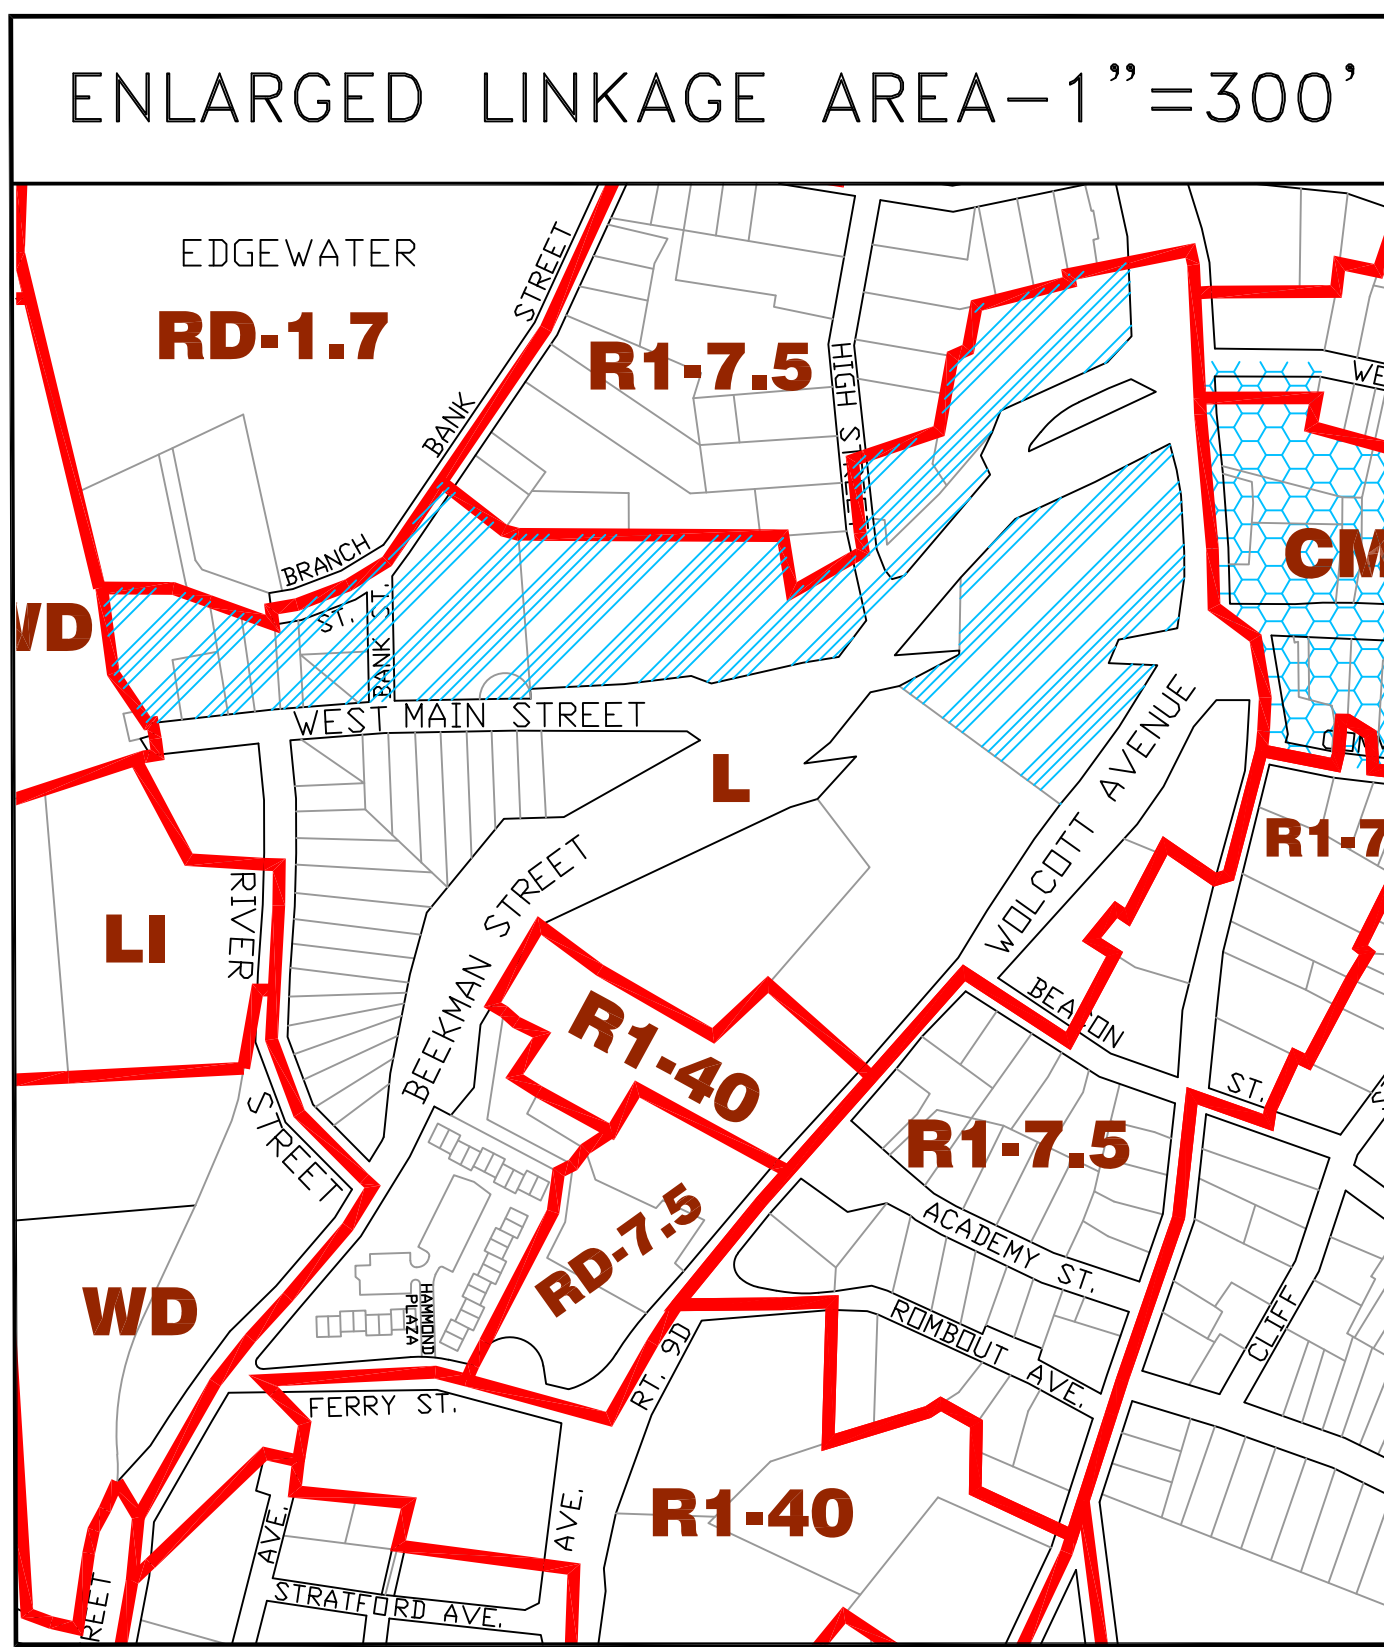 ENLARGED LINKAGE AREA-1"=300'
EDGEWATER
RD-1.7
BANK STREET
R1-7.5
HIGH STREET
WE
CM
BRANCH
ST.
BANK ST.
WD
WEST MAIN STREET
L
WOLCOTT AVENUE
R1-7
LI
RIVER
STREET
BEEKMAN STREET
R1-40
BEACON
ST.
R1-7.5
RD-7.5
ACADEMY ST.
WD
HAMMOND
PLAZA
ROMBOUT AVE.
CLIFF
RT. 9D
FERRY ST.
R1-40
AVE.
AVE.
STRATFORD AVE.
REET